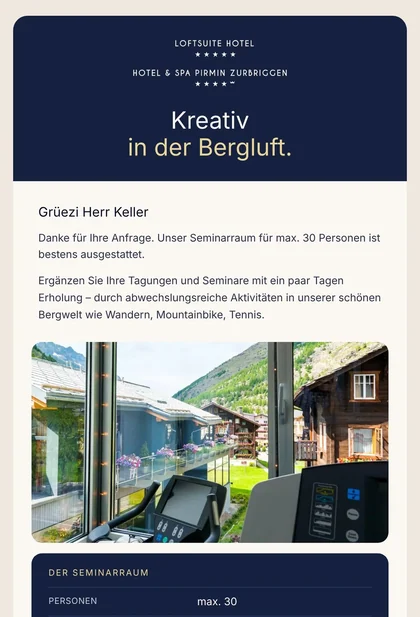 LOFTSUITE HOTEL
★★★★★
HOTEL & SPA PIRMIN ZURBRIGGEN
★★★★
Kreativ
in der Bergluft.
Grüezi Herr Keller
Danke für Ihre Anfrage. Unser Seminarraum für max. 30 Personen ist
bestens ausgestattet.
Ergänzen Sie Ihre Tagungen und Seminare mit ein paar Tagen
Erholung – durch abwechslungsreiche Aktivitäten in unserer schönen
Bergwelt wie Wandern, Mountainbike, Tennis.
DER SEMINARRAUM
PERSONEN max. 30